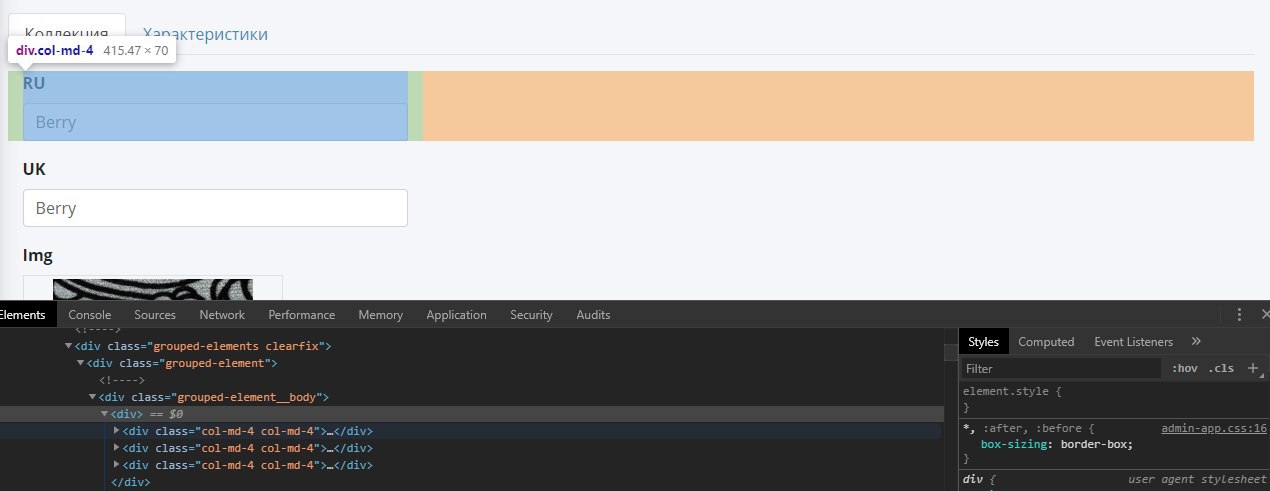 Коллекция Характеристики
div.col-md-4 415.47 × 70
RU
Berry
UK
Berry
Img
Elements Console Sources Network Performance Memory Application Security Audits
<!---->
▼<div class="grouped-elements clearfix">
▼<div class="grouped-element">
<!---->
▼<div class="grouped-element__body">
▼<div> == $0
▶<div class="col-md-4 col-md-4">…</div>
▶<div class="col-md-4 col-md-4">…</div>
▶<div class="col-md-4 col-md-4">…</div>
</div>
Styles Computed Event Listeners »
Filter :hov .cls +
element.style {
}
*, :after, :before { admin-app.css:16
box-sizing: border-box;
}
div { user agent stylesheet